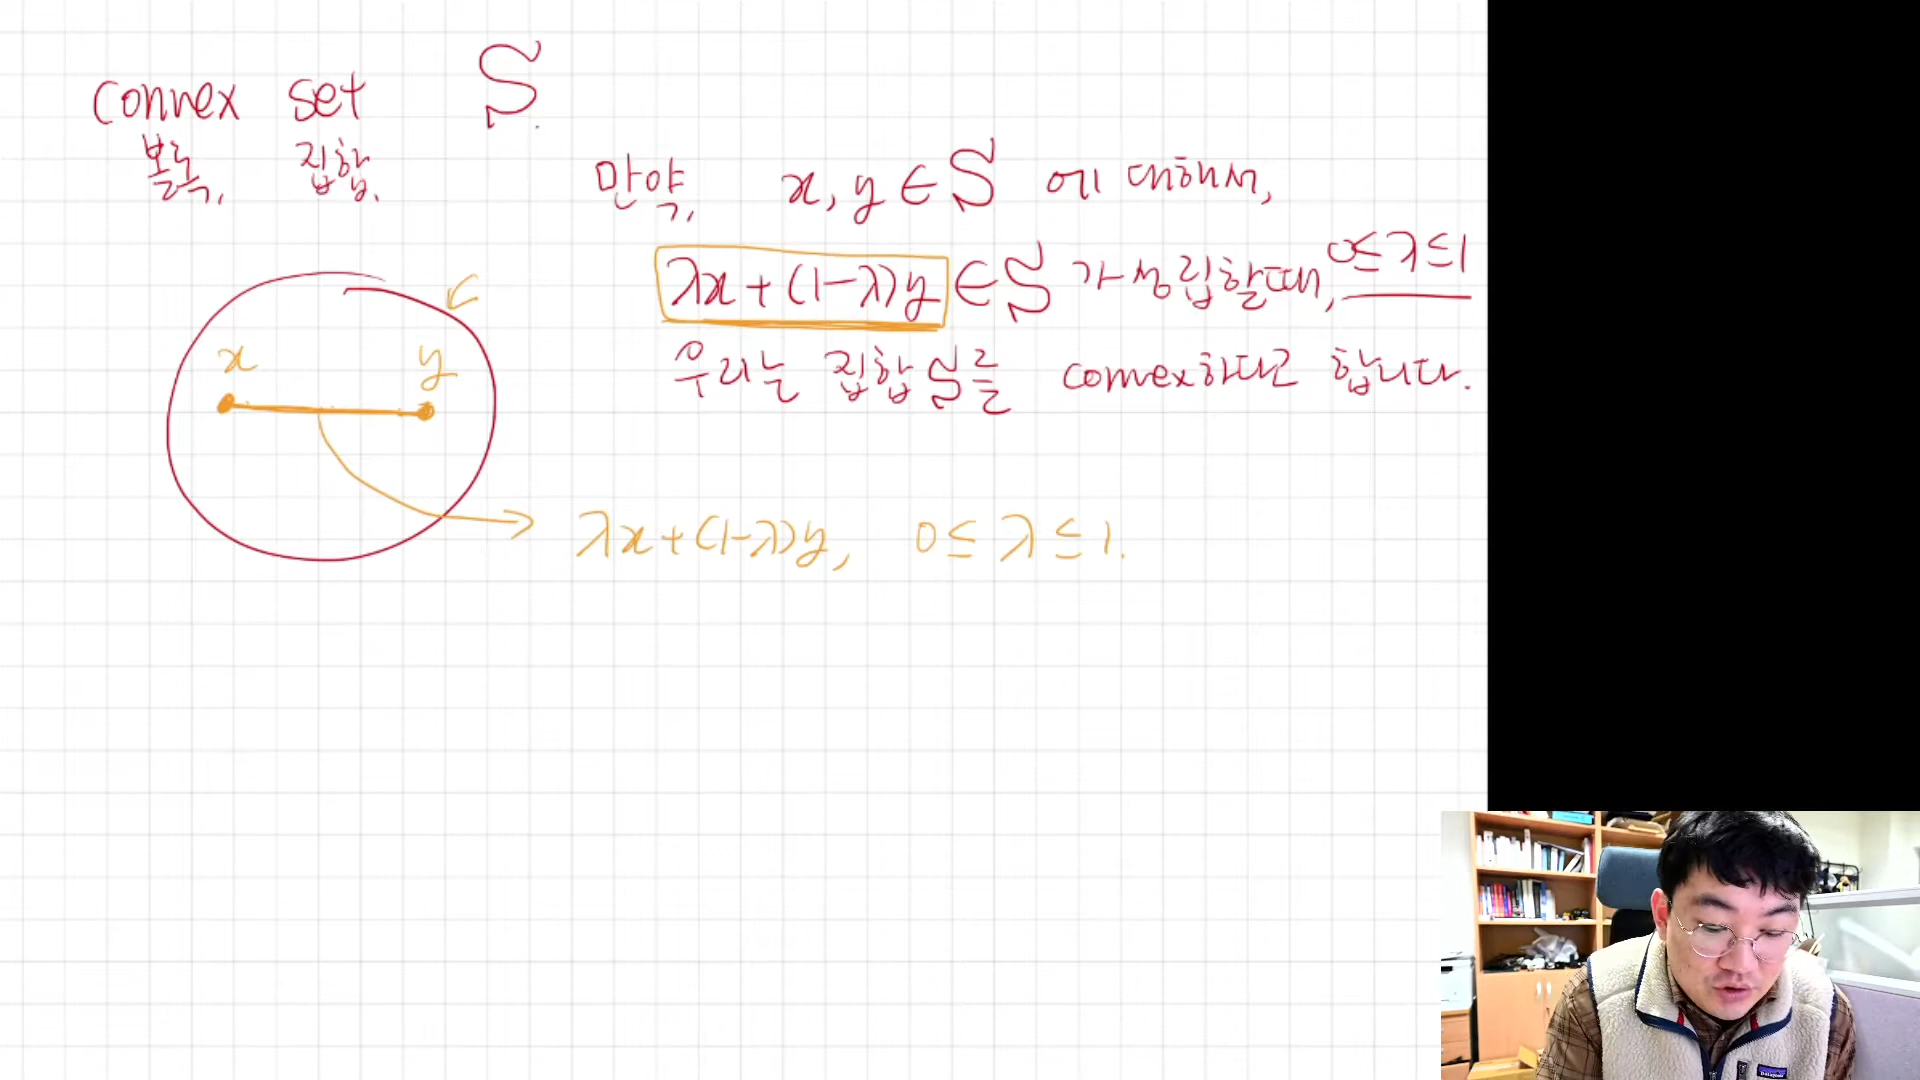 convex set S
볼록, 집합.
만약, x, y ∈ S 에 대해서,
λx + (1-λ)y ∈ S 가 성립할때, 0≤λ≤1
우리는 집합 S를 convex하다고 합니다.
x y
λx + (1-λ)y, 0 ≤ λ ≤ 1.